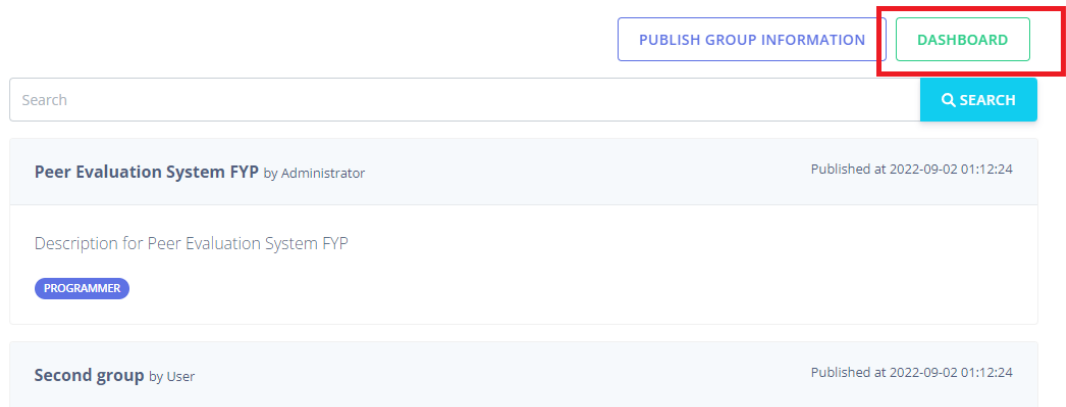 PUBLISH GROUP INFORMATION DASHBOARD
Search SEARCH
Peer Evaluation System FYP by Administrator Published at 2022-09-02 01:12:24
Description for Peer Evaluation System FYP
PROGRAMMER
Second group by User Published at 2022-09-02 01:12:24